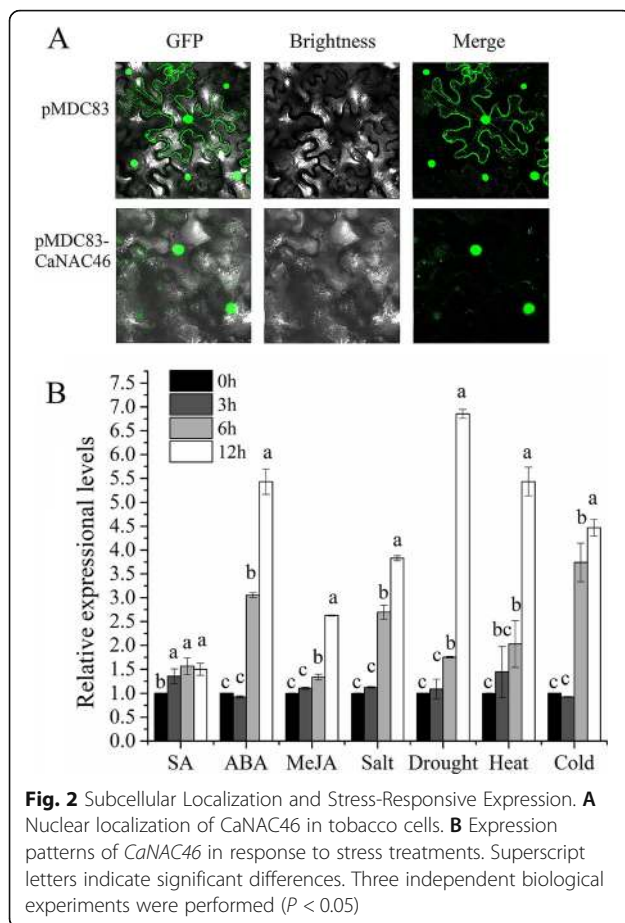 A
GFP Brightness Merge
pMDC83
pMDC83-
CaNAC46
B
7.5
7.0
6.5
6.0
5.5
5.0
4.5
4.0
3.5
3.0
2.5
2.0
1.5
1.0
0.5
0.0
Relative expressional levels
0h
3h
6h
12h
b a a a
c c b a
c c b a
c c b a
c c b a
c bc b a
c c b a
SA ABA MeJA Salt Drought Heat Cold
Fig. 2 Subcellular Localization and Stress-Responsive Expression. A
Nuclear localization of CaNAC46 in tobacco cells. B Expression
patterns of CaNAC46 in response to stress treatments. Superscript
letters indicate significant differences. Three independent biological
experiments were performed (P < 0.05)